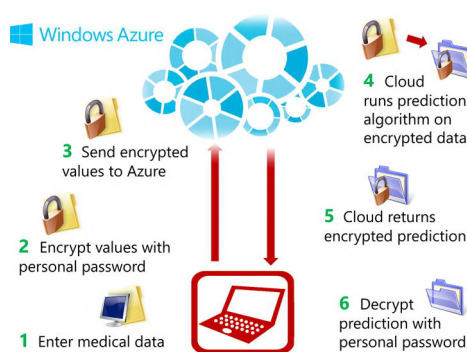 Windows Azure
4 Cloud
runs prediction
algorithm on
encrypted data
3 Send encrypted
values to Azure
5 Cloud returns
encrypted prediction
2 Encrypt values with
personal password
6 Decrypt
prediction with
personal password
1 Enter medical data